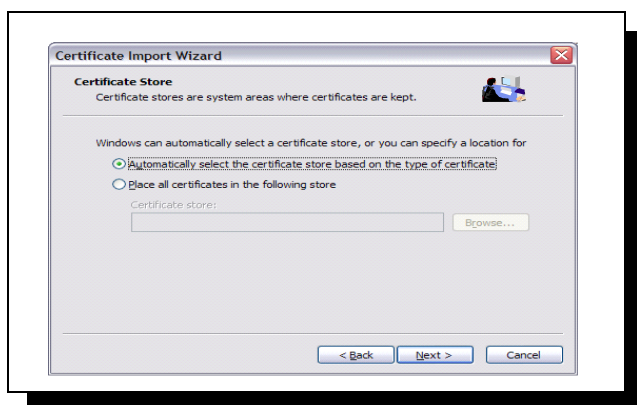 Certificate Import Wizard
Certificate Store
Certificate stores are system areas where certificates are kept.
Windows can automatically select a certificate store, or you can specify a location for
Automatically select the certificate store based on the type of certificate
Place all certificates in the following store
Certificate store:
Browse...
< Back Next > Cancel